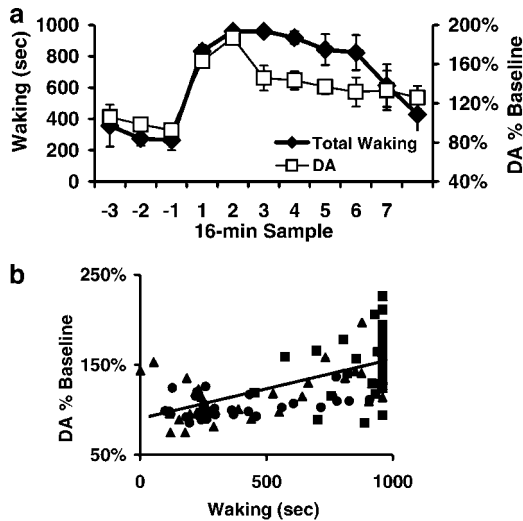 a
1000 200%
800 160%
600 120%
400
200 80%
0 40%
Waking (sec)
DA % Baseline
Total Waking
DA
-3 -2 -1 1 2 3 4 5 6 7
16-min Sample
b
250%
150%
50%
DA % Baseline
0 500 1000
Waking (sec)